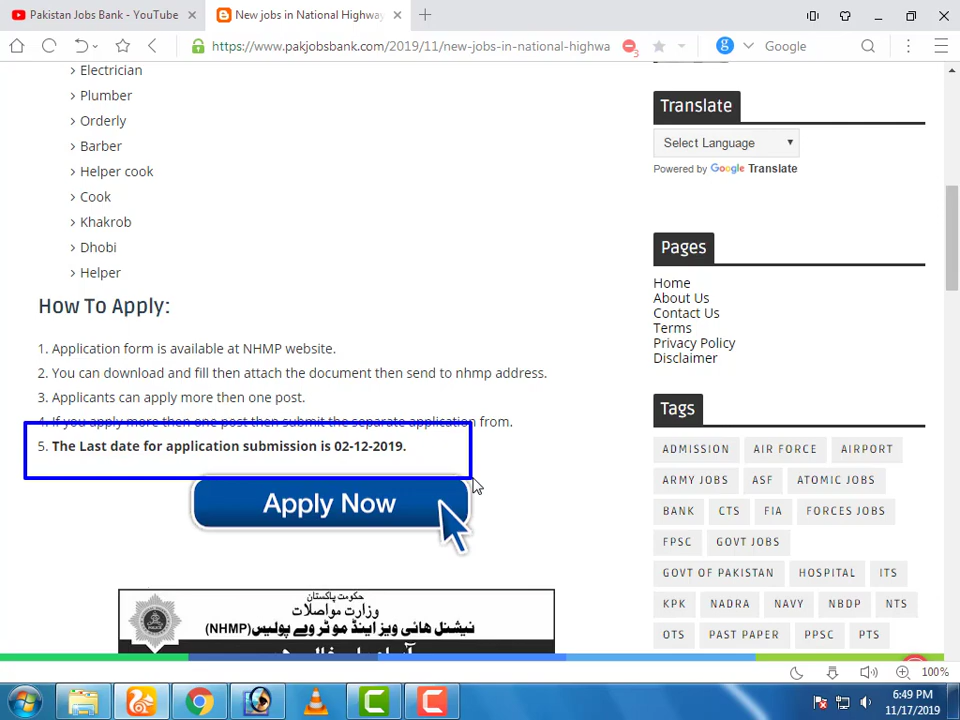 Pakistan Jobs Bank - YouTube
New jobs in National Highway
https://www.pakjobsbank.com/2019/11/new-jobs-in-national-highwa
3
g
Google
Electrician
Plumber
Orderly
Barber
Helper cook
Cook
Khakrob
Dhobi
Helper
How To Apply:
1. Application form is available at NHMP website.
2. You can download and fill then attach the document then send to nhmp address.
3. Applicants can apply more then one post.
4. If you apply more then one post then submit the separate application from.
5. The Last date for application submission is 02-12-2019.
Apply Now
حکومت پاکستان
وزارت مواصلات
نیشنل ھائی ویز اینڈ موٹروے پولیس (NHMP)
Translate
Select Language
Powered by Google Translate
Pages
Home
About Us
Contact Us
Terms
Privacy Policy
Disclaimer
Tags
ADMISSION AIR FORCE AIRPORT
ARMY JOBS ASF ATOMIC JOBS
BANK CTS FIA FORCES JOBS
FPSC GOVT JOBS
GOVT OF PAKISTAN HOSPITAL ITS
KPK NADRA NAVY NBDP NTS
OTS PAST PAPER PPSC PTS
100%
6:49 PM
11/17/2019